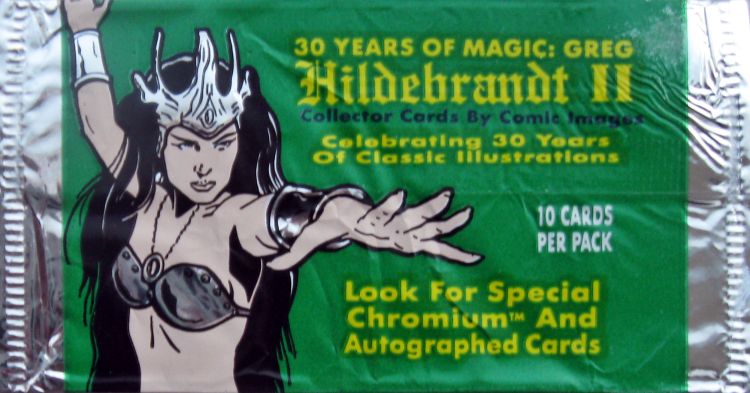 30 YEARS OF MAGIC: GREG
Hildebrandt II
Collector Cards By Comic Images
Celebrating 30 Years
Of Classic Illustrations
10 CARDS
PER PACK
Look For Special
Chromium™ And
Autographed Cards